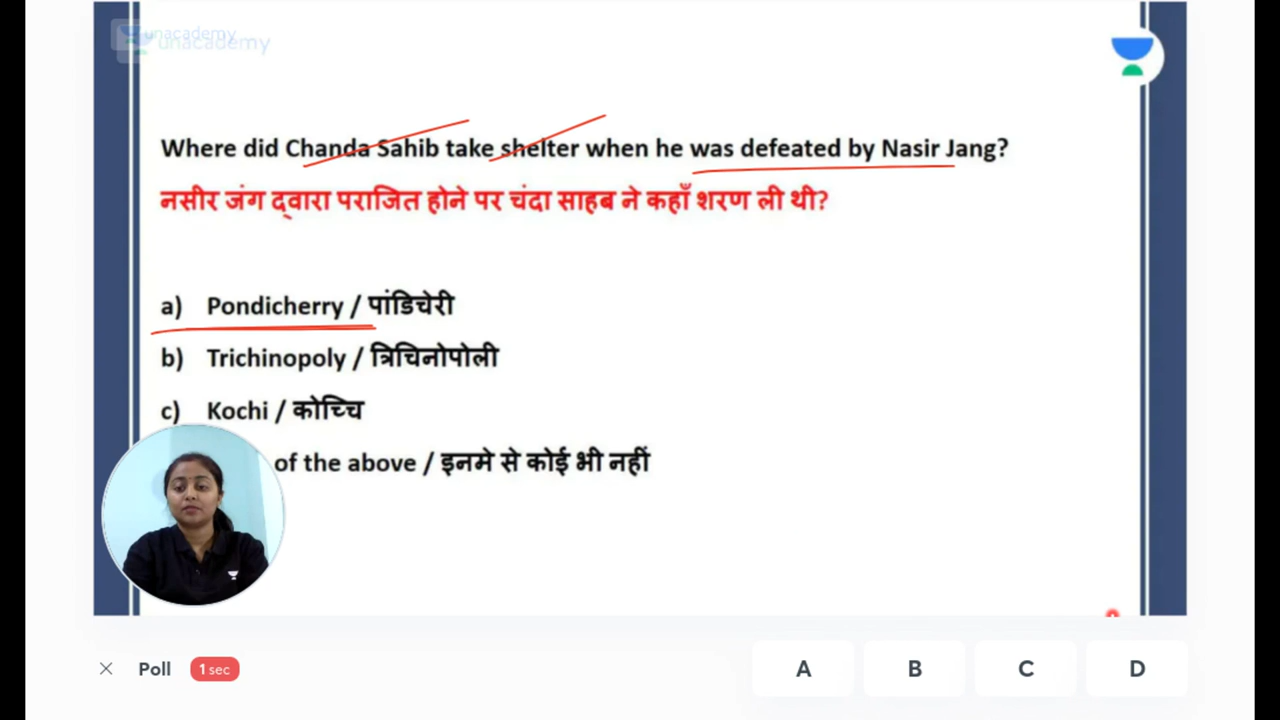 unacademy
unacademy
Where did Chanda Sahib take shelter when he was defeated by Nasir Jang?
नसीर जंग द्वारा पराजित होने पर चंदा साहब ने कहाँ शरण ली थी?
a) Pondicherry / पांडिचेरी
b) Trichinopoly / त्रिचिनोपोली
c) Kochi / कोच्चि
of the above / इनमे से कोई भी नहीं
Poll 1 sec A B C D